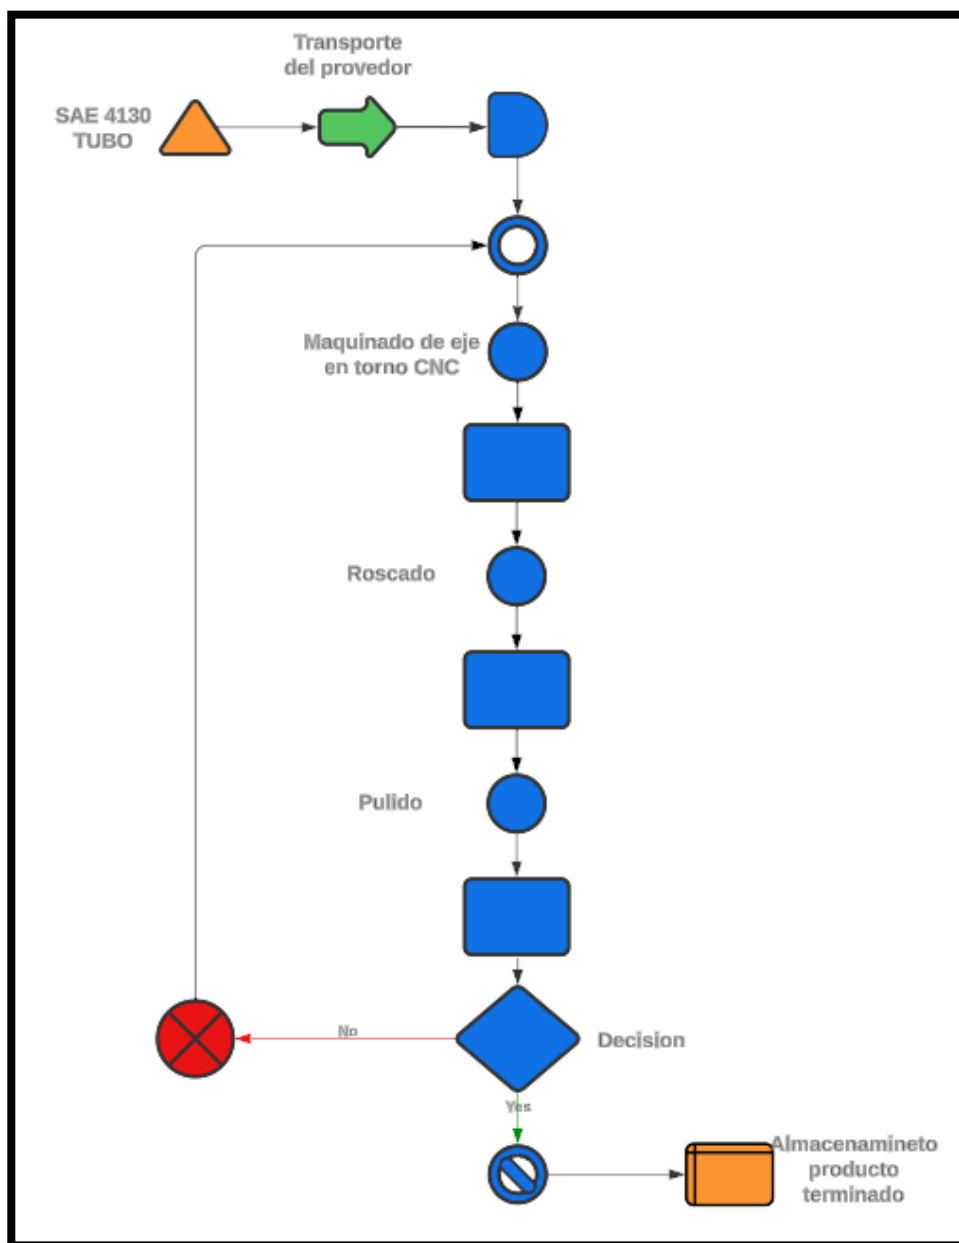 Transporte
del provedor
SAE 4130
TUBO
Maquinado de eje
en torno CNC
Roscado
Pulido
No
Decision
Yes
Almacenamineto
producto
terminado